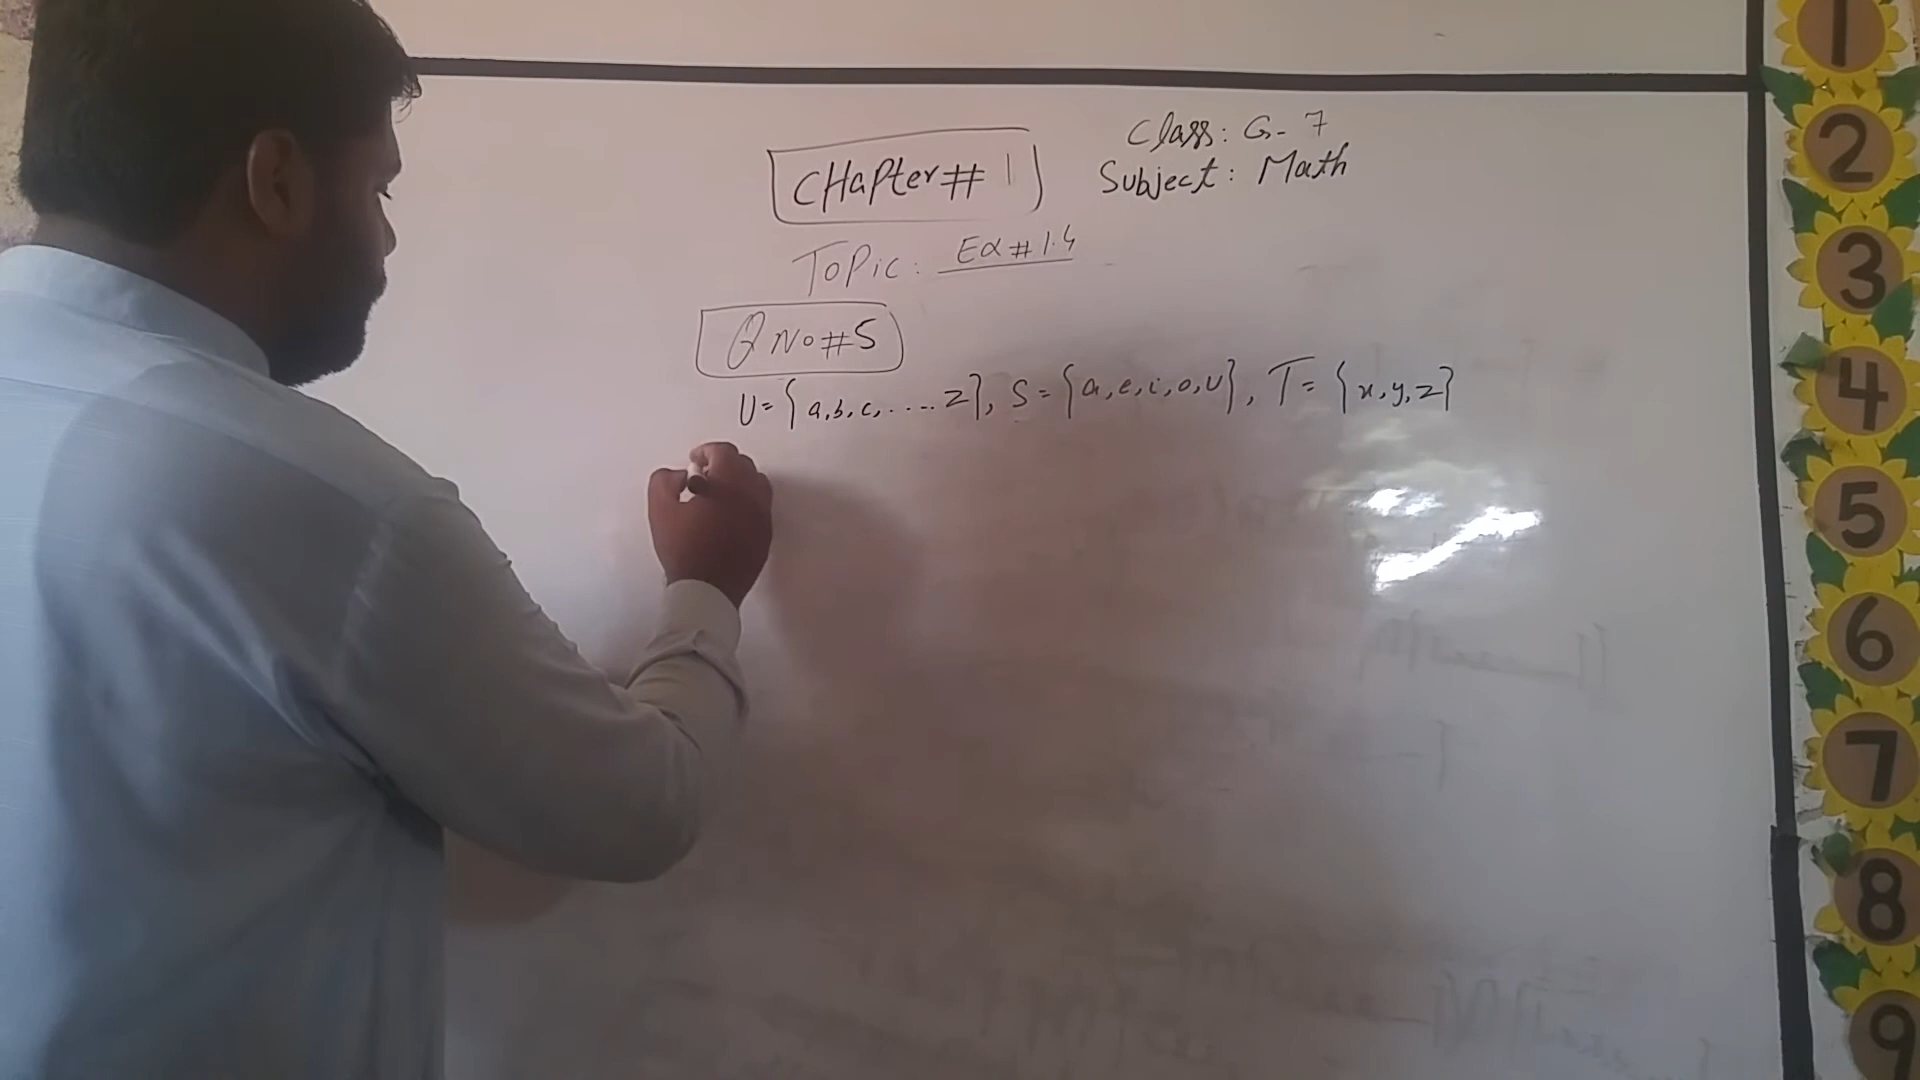 Class: G-7
CHaPter# 1
Subject: Math
ToPic: Ex#1.4
Q No#5
U={a,b,c,....z}, S={a,e,i,o,u}, T={x,y,z}
1
2
3
4
5
6
7
8
9